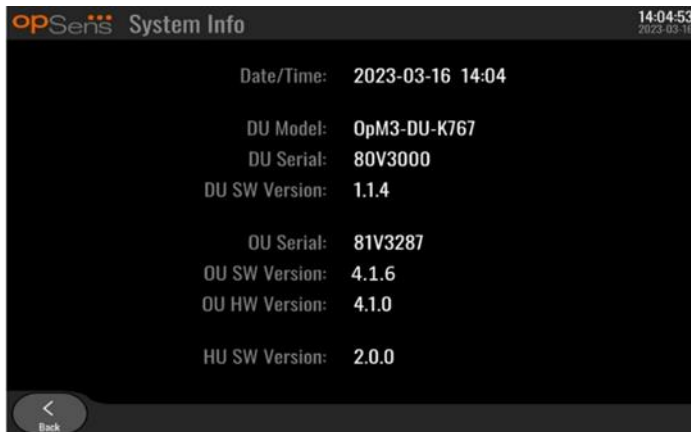 opSens System Info
14:04:53
2023-03-16
Date/Time: 2023-03-16 14:04
DU Model: OpM3-DU-K767
DU Serial: 80V3000
DU SW Version: 1.1.4
OU Serial: 81V3287
OU SW Version: 4.1.6
OU HW Version: 4.1.0
HU SW Version: 2.0.0
Back